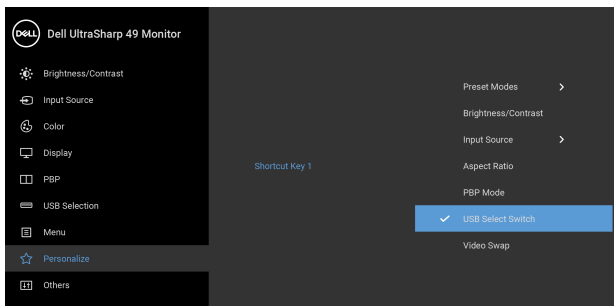 DELL Dell UltraSharp 49 Monitor
Brightness/Contrast
Input Source
Color
Display
PBP
USB Selection
Menu
Personalize
Others
Shortcut Key 1
Preset Modes
Brightness/Contrast
Input Source
Aspect Ratio
PBP Mode
USB Select Switch
Video Swap